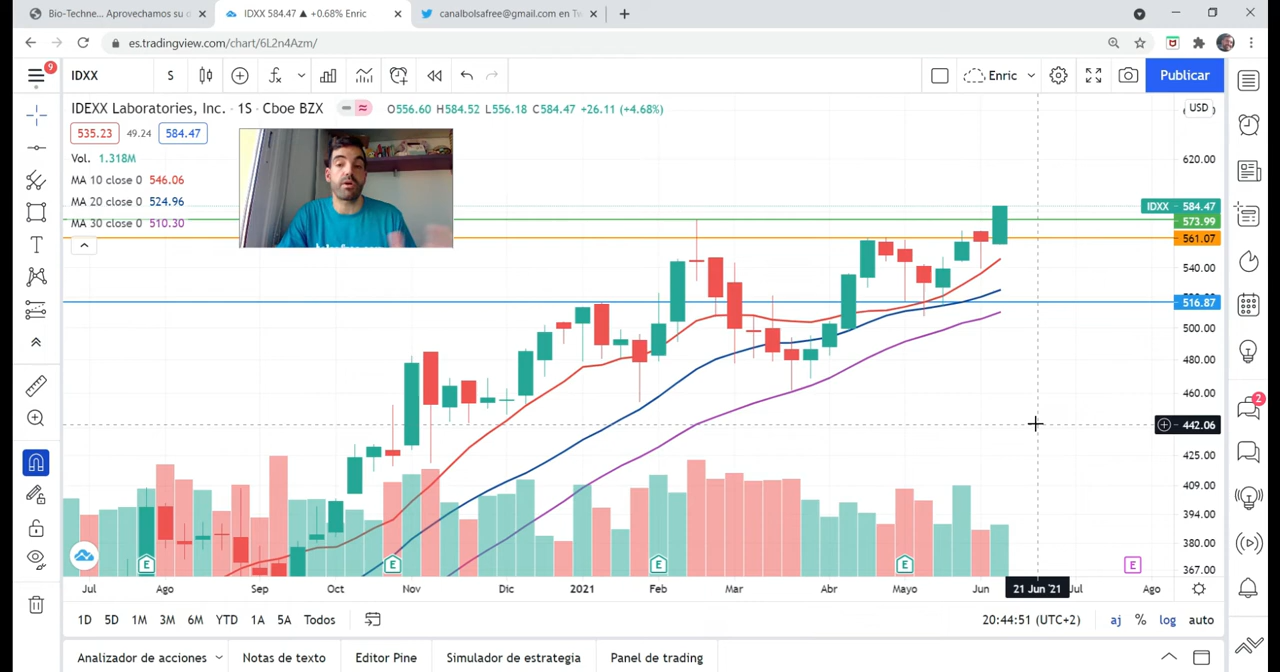 Bio-Techne... Aprovechamos su c
IDXX 584.47 ▲ +0.68% Enric
canalbolsafree@gmail.com en Tw
es.tradingview.com/chart/6L2n4Azm/
9
IDXX
S
Enric
Publicar
IDEXX Laboratories, Inc. · 1S · Cboe BZX
O556.60 H584.52 L556.18 C584.47 +26.11 (+4.68%)
USD
535.23 49.24 584.47
Vol. 1.318M
MA 10 close 0 546.06
MA 20 close 0 524.96
MA 30 close 0 510.30
620.00
IDXX 584.47
573.99
561.07
540.00
516.87
500.00
480.00
460.00
442.06
425.00
409.00
394.00
380.00
367.00
2
E E E E E
Jul Ago Sep Oct Nov Dic 2021 Feb Mar Abr Mayo Jun 21 Jun '21 Jul Ago
1D 5D 1M 3M 6M YTD 1A 5A Todos
20:44:51 (UTC+2) aj % log auto
Analizador de acciones Notas de texto Editor Pine Simulador de estrategia Panel de trading